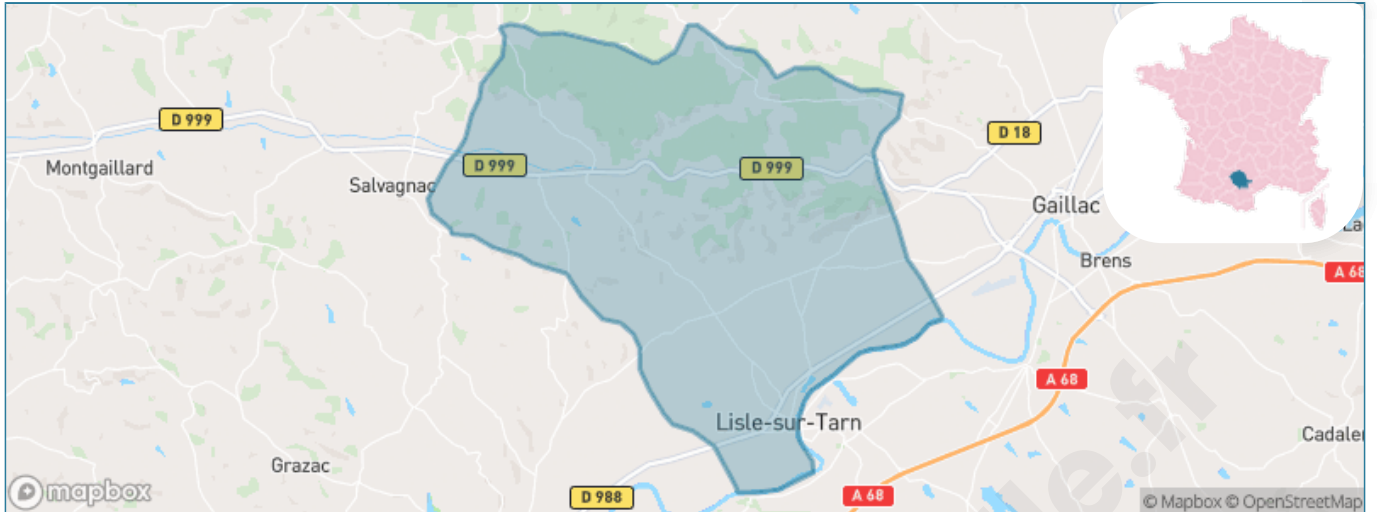 D 999
D 18
Montgaillard
D 999
D 999
Salvagnac
Gaillac
Brens
A 68
A 68
Lisle-sur-Tarn
Grazac
D 988
A 68
mapbox
© Mapbox © OpenStreetMap